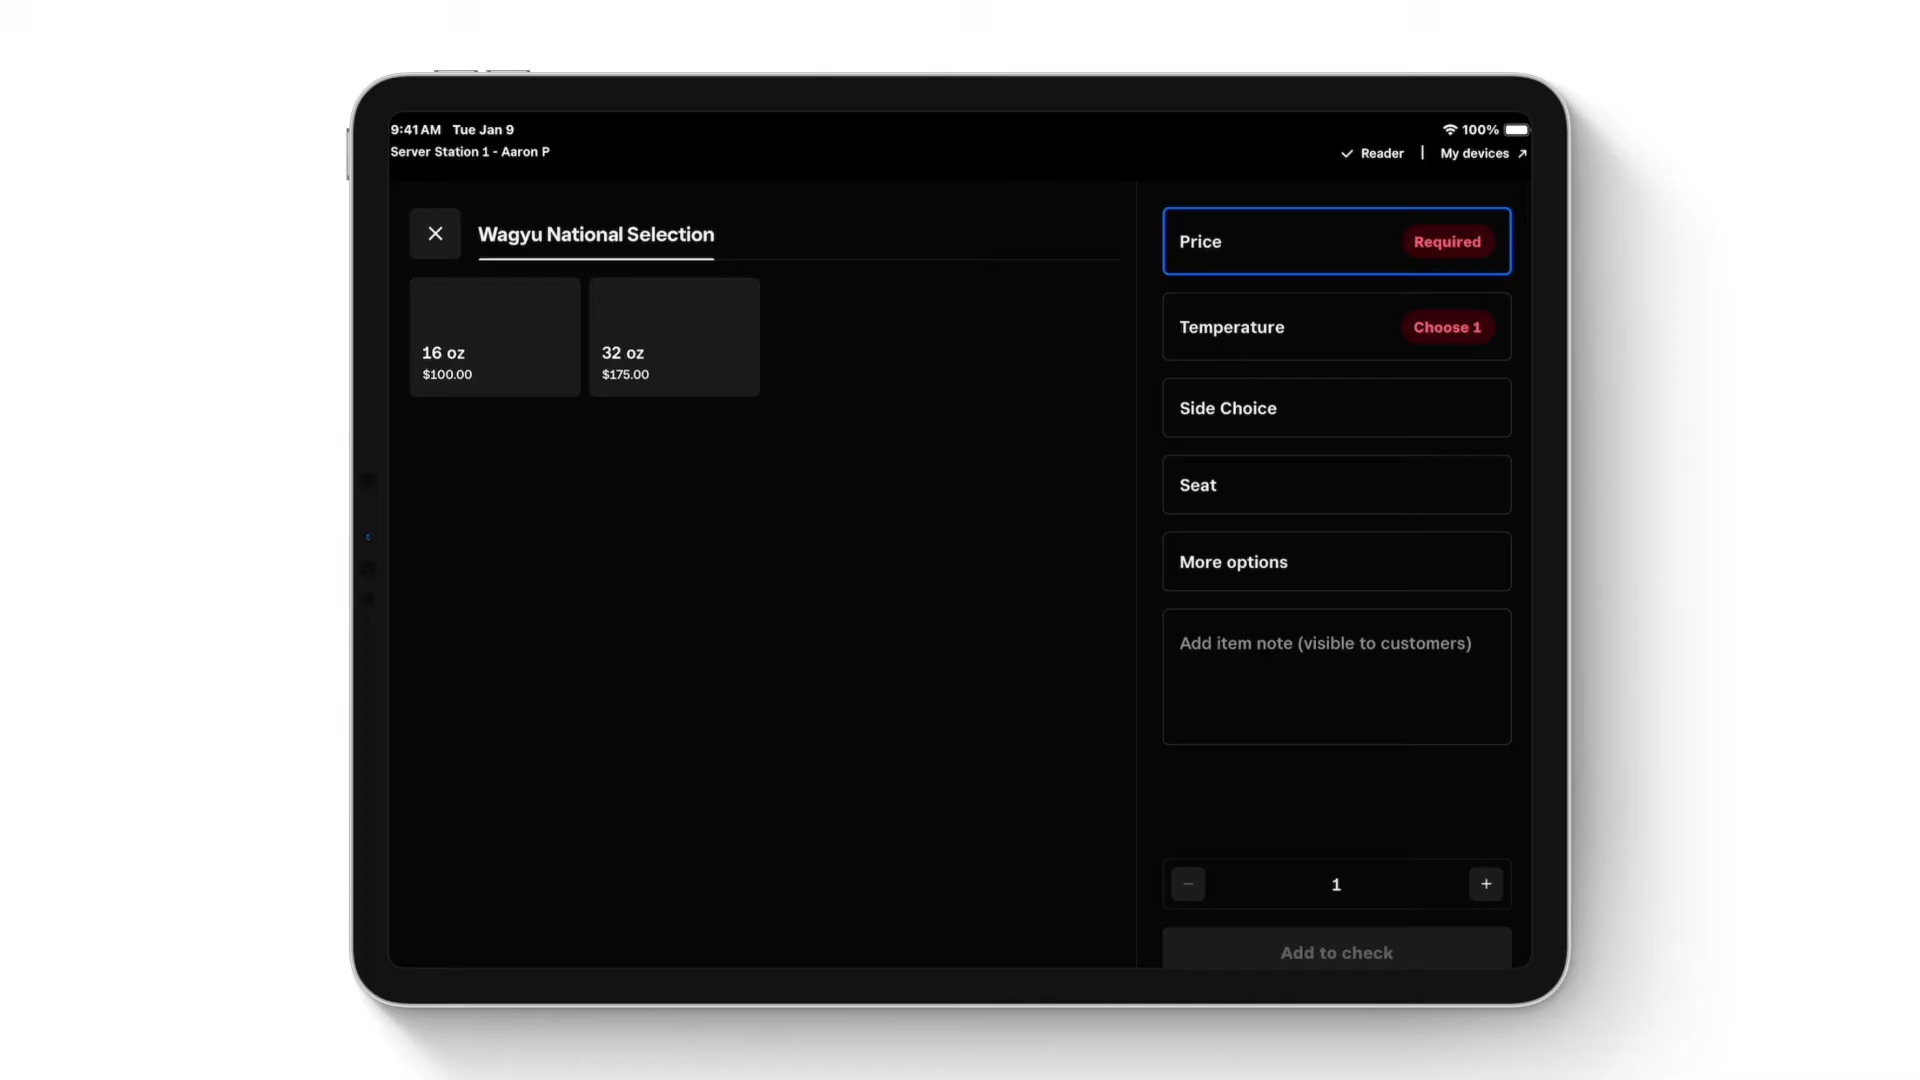 9:41 AM Tue Jan 9
100%
Server Station 1 - Aaron P
Reader | My devices
Wagyu National Selection
16 oz
$100.00
32 oz
$175.00
Price
Required
Temperature
Choose 1
Side Choice
Seat
More options
Add item note (visible to customers)
1
Add to check